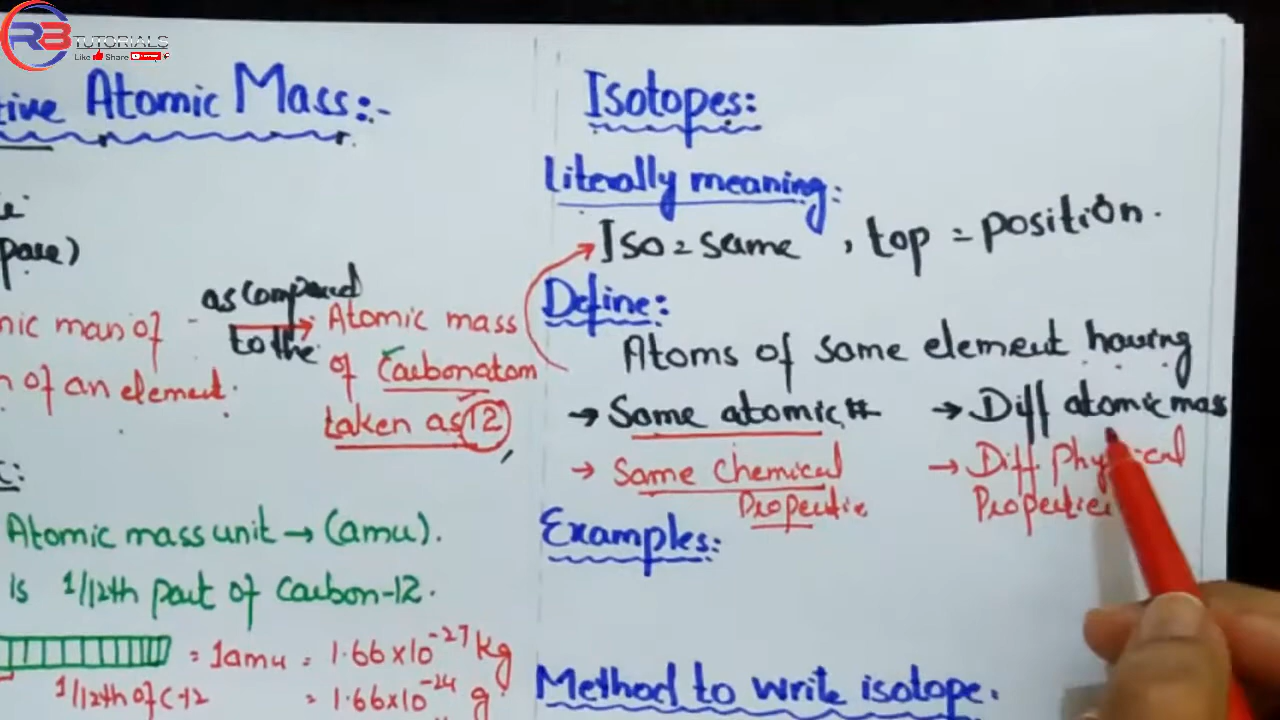 RB
TUTORIALS
Like Share
tive Atomic Mass:-
pare)
as compared
to the
mic mass of
Atomic mass
m of an element.
of Carbon atom
taken as 12,
C:
Atomic mass unit → (amu).
is 1/12th part of Carbon-12.
= 1amu = 1.66×10⁻²⁷ kg
1/12th of C-12
= 1.66×10⁻²⁴ g
Isotopes:
Literally meaning:
Iso = same , top = position.
Define:
Atoms of same element having
→ Same atomic #
→ Diff atomic mass
→ Same Chemical
Propertie
→ Diff Physical
Properties
Examples:
Method to write isotope.